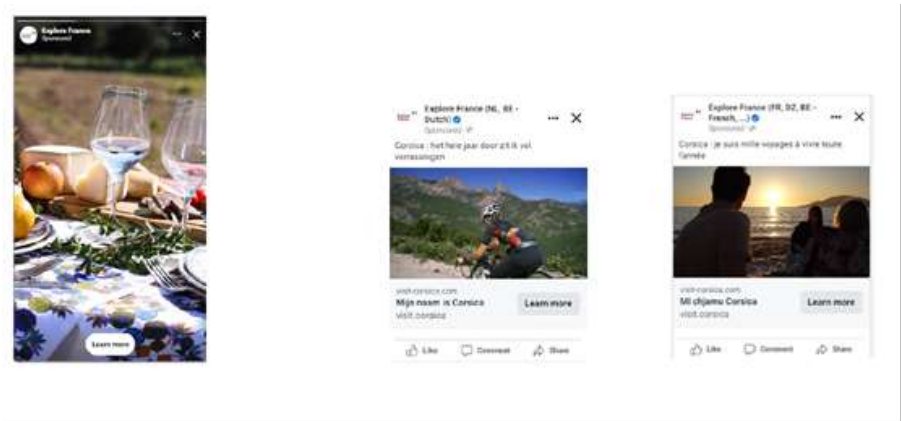 Explore France
Sponsored
Learn more
Explore France (NL, BE -
Dutch)
Sponsored
Corsica : het hele jaar door zit ik vol
verrassingen
visit-corsica.com
Mijn naam is Corsica
visit corsica
Learn more
Like
Comment
Share
Explore France (FR, DZ, BE -
French, ...)
Sponsored
Corsica : je suis mille voyages à vivre toute
l'année
visit-corsica.com
Mi chjamu Corsica
visit corsica
Learn more
Like
Comment
Share